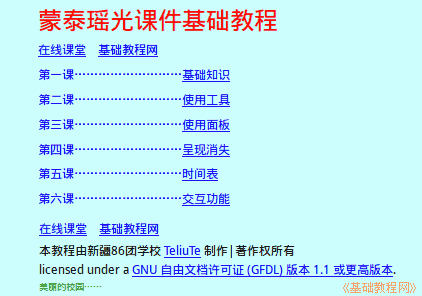 蒙泰瑶光课件基础教程
在线课堂 基础教程网
第一课………………………基础知识
第二课………………………使用工具
第三课………………………使用面板
第四课………………………呈现消失
第五课………………………时间表
第六课………………………交互功能
在线课堂 基础教程网
本教程由新疆86团学校 TeliuTe 制作|著作权所有
licensed under a GNU 自由文档许可证 (GFDL) 版本 1.1 或更高版本.
美丽的校园……
《基础教程网》